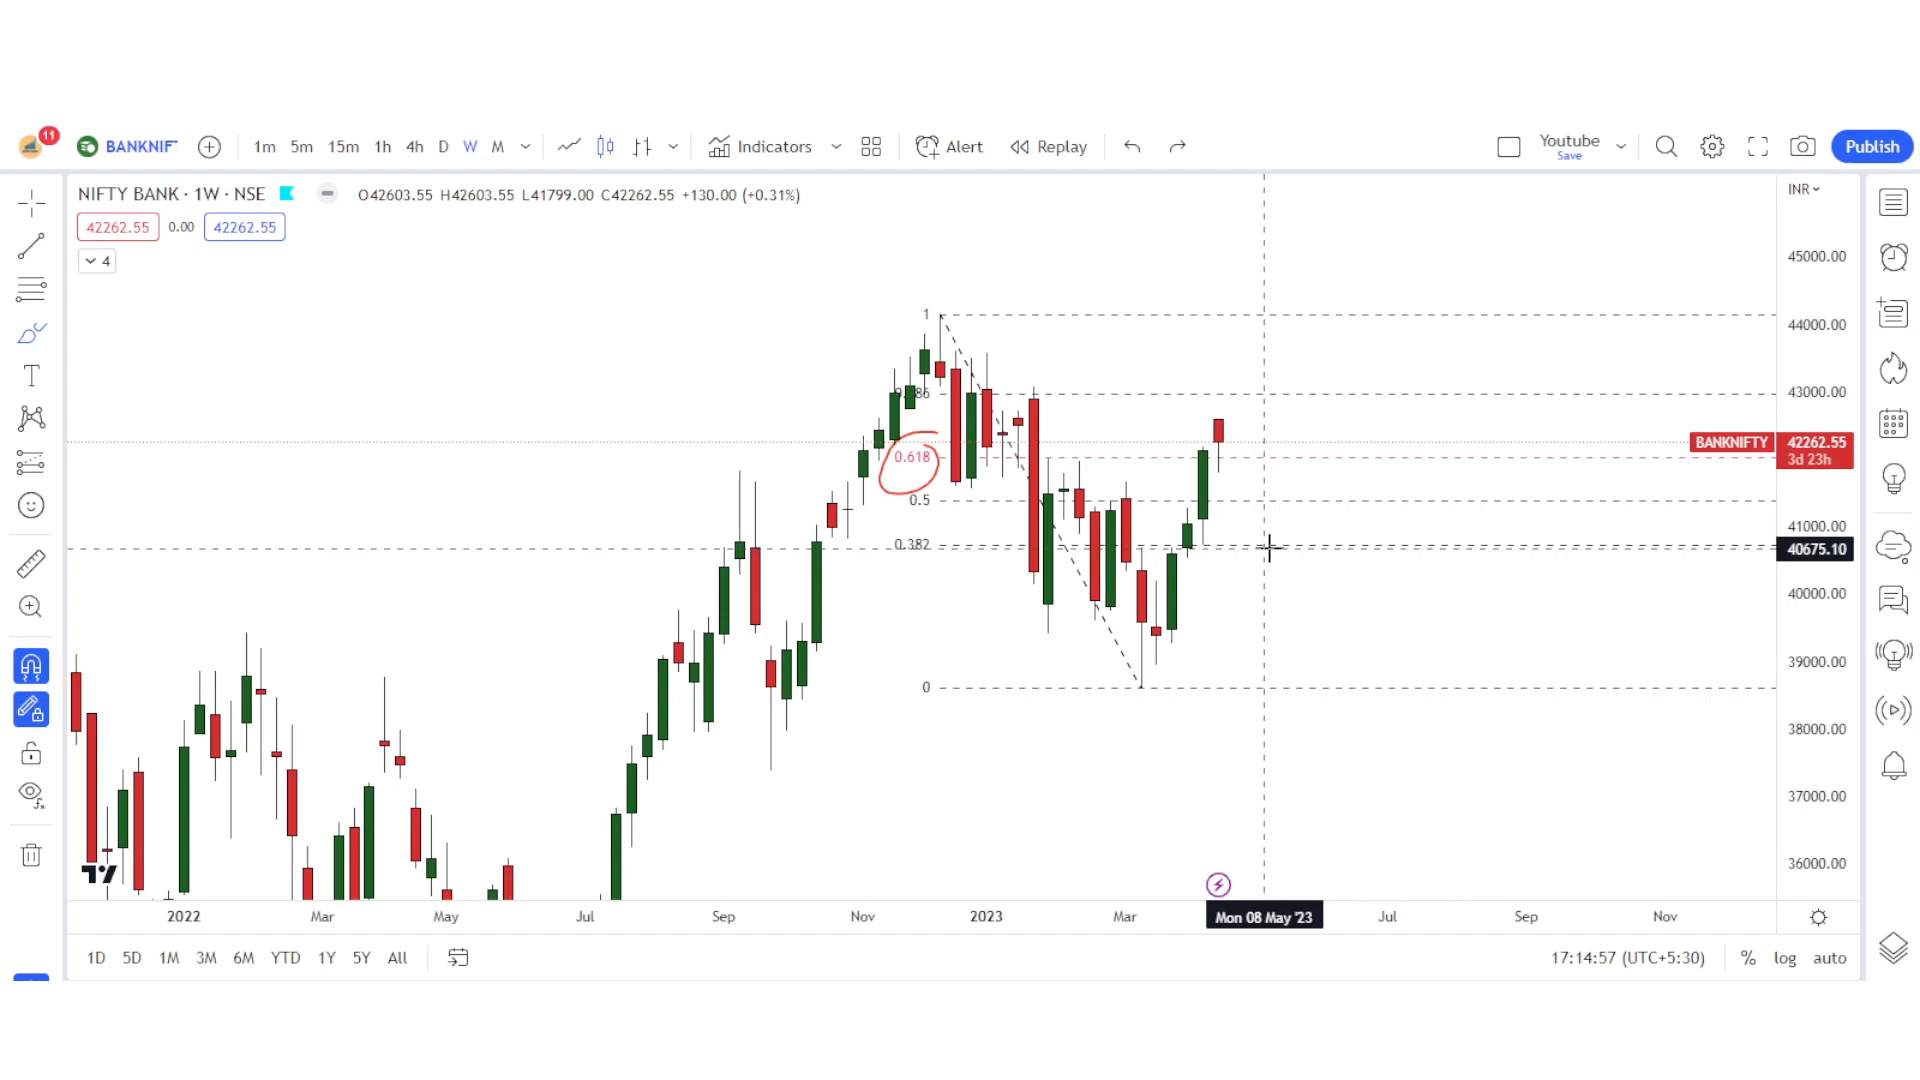 11
BANKNIF
1m 5m 15m 1h 4h D W M Indicators Alert Replay Youtube
Save
Publish
NIFTY BANK · 1W · NSE O42603.55 H42603.55 L41799.00 C42262.55 +130.00 (+0.31%)
INR
42262.55 0.00 42262.55
4
45000.00
1
44000.00
43000.00
BANKNIFTY 42262.55
3d 23h
0.618
0.5
41000.00
0.382
40675.10
40000.00
39000.00
0
38000.00
37000.00
36000.00
2022 Mar May Jul Sep Nov 2023 Mar Mon 08 May '23 Jul Sep Nov
1D 5D 1M 3M 6M YTD 1Y 5Y All
17:14:57 (UTC+5:30) % log auto